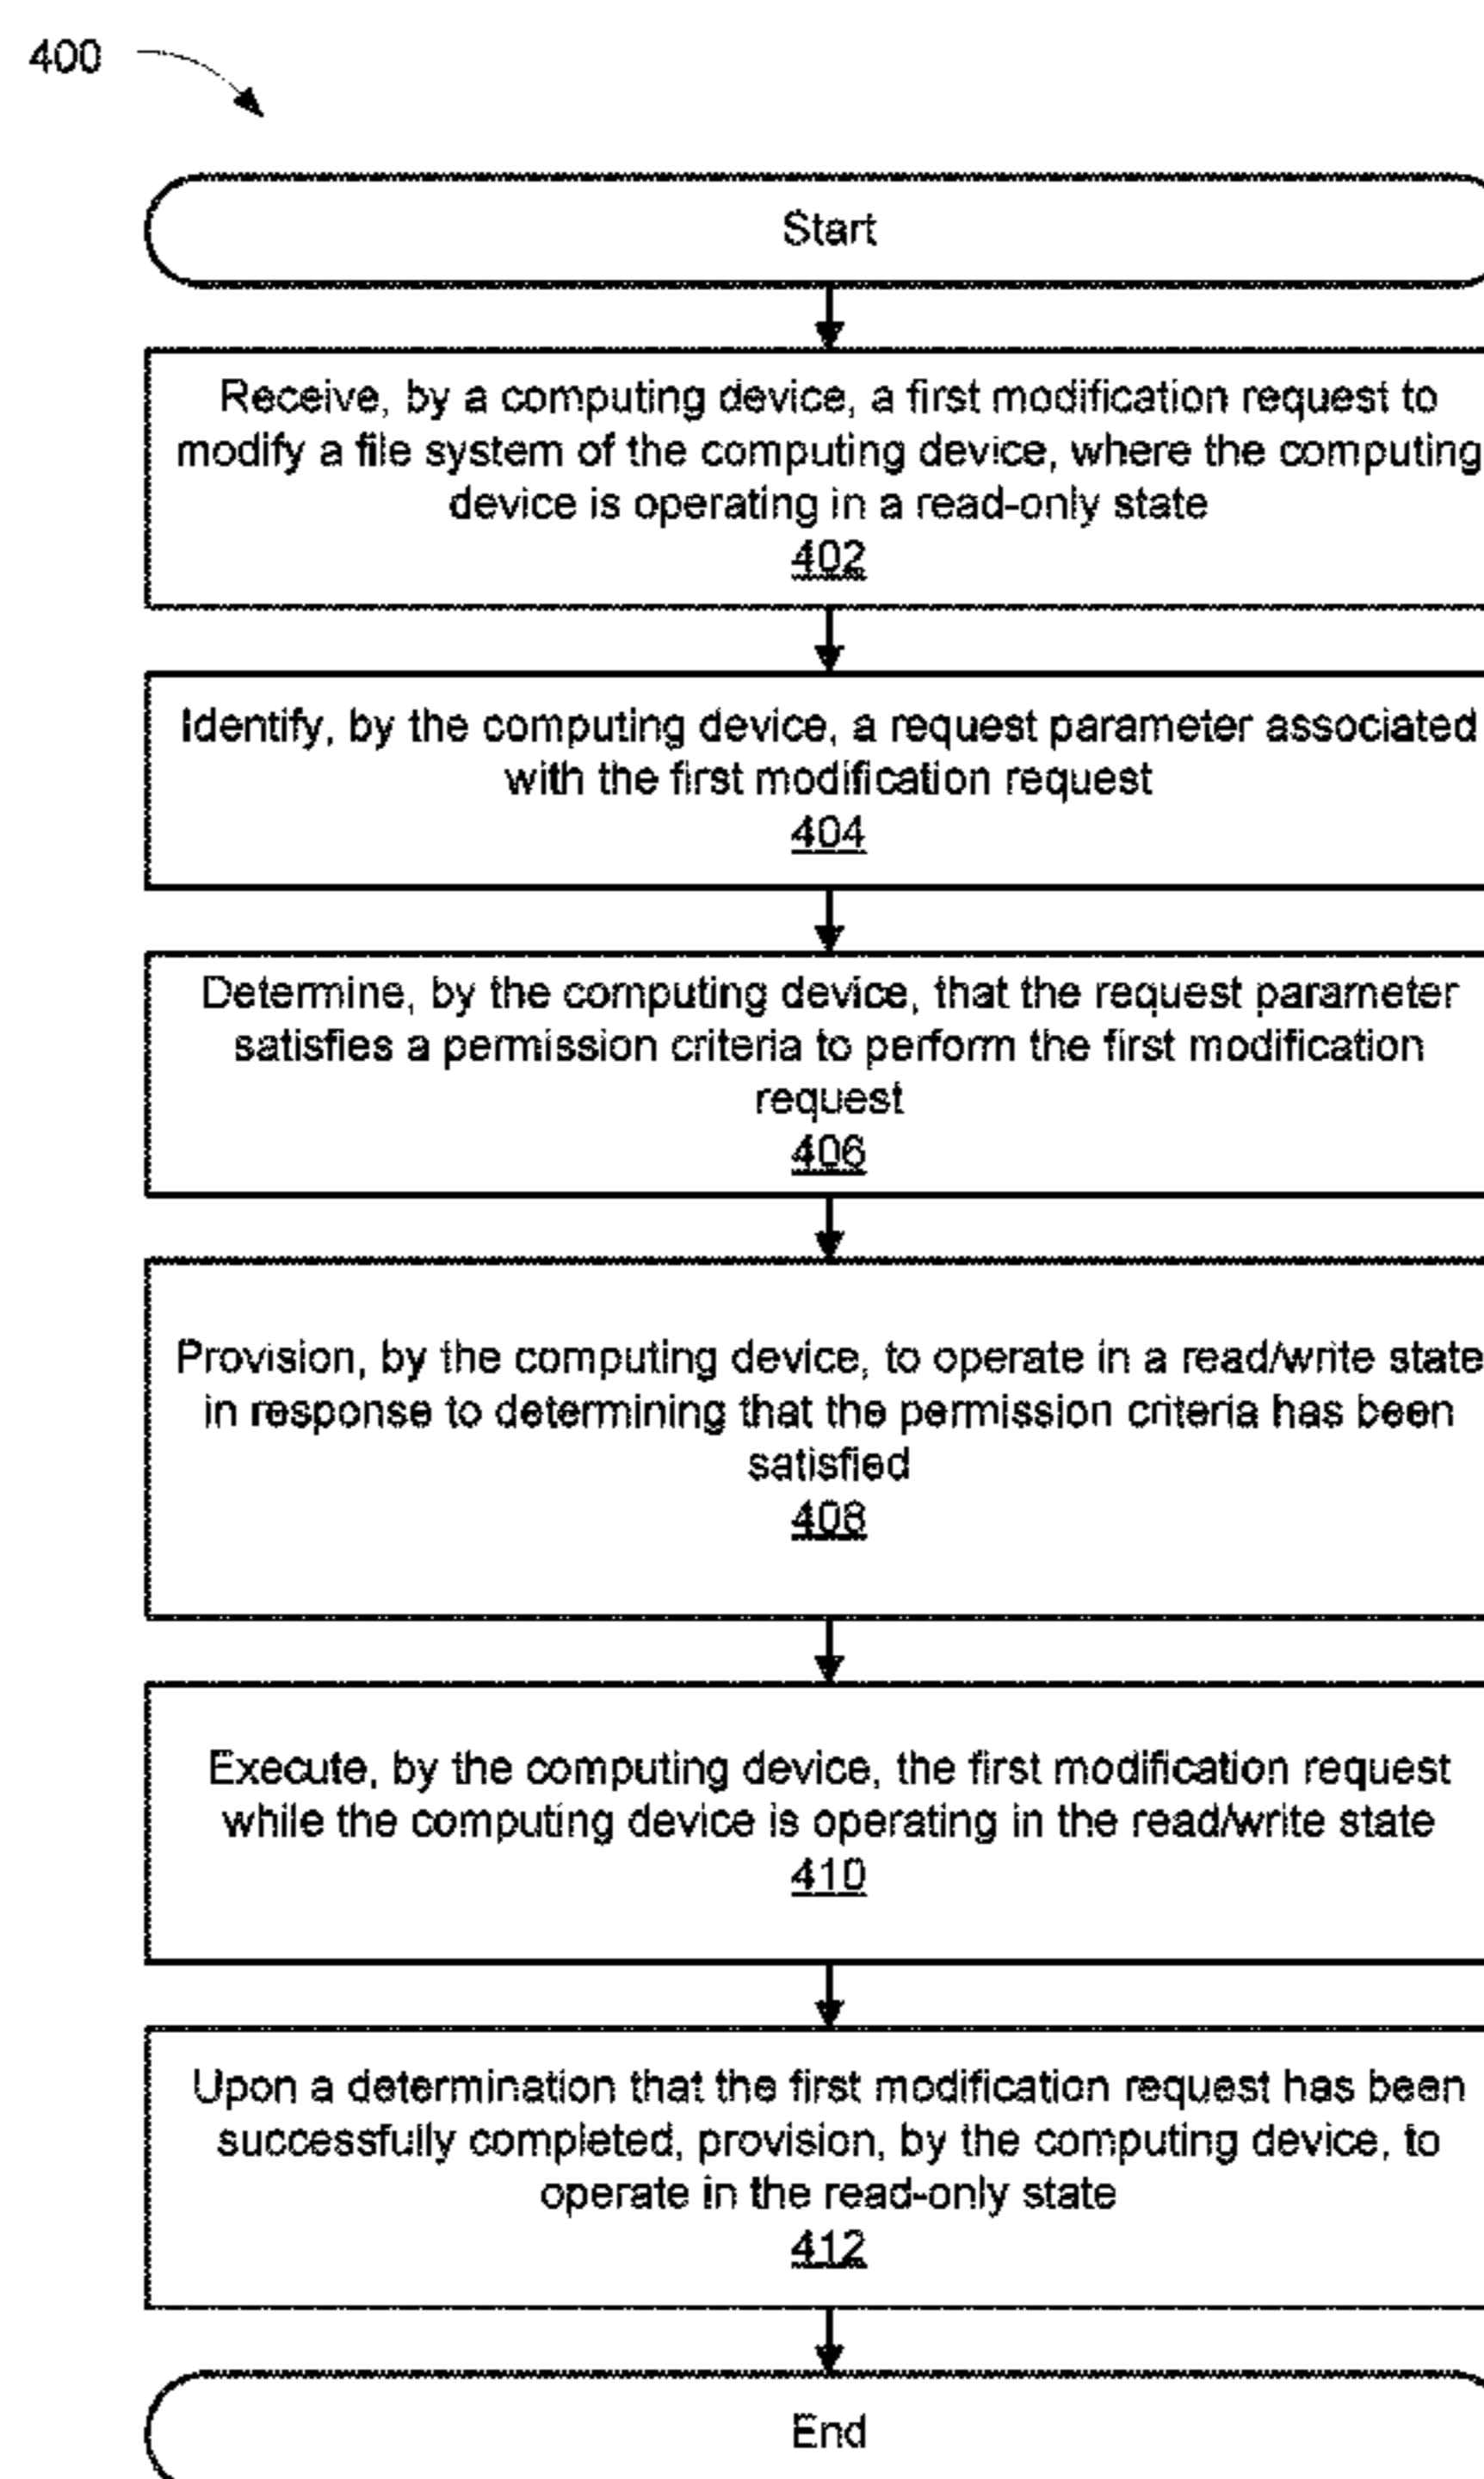 400
Start
Receive, by a computing device, a first modification request to
modify a file system of the computing device, where the computing
device is operating in a read-only state
402
Identify, by the computing device, a request parameter associated
with the first modification request
404
Determine, by the computing device, that the request parameter
satisfies a permission criteria to perform the first modification
request
406
Provision, by the computing device, to operate in a read/write state
in response to determining that the permission criteria has been
satisfied
408
Execute, by the computing device, the first modification request
while the computing device is operating in the read/write state
410
Upon a determination that the first modification request has been
successfully completed, provision, by the computing device, to
operate in the read-only state
412
End